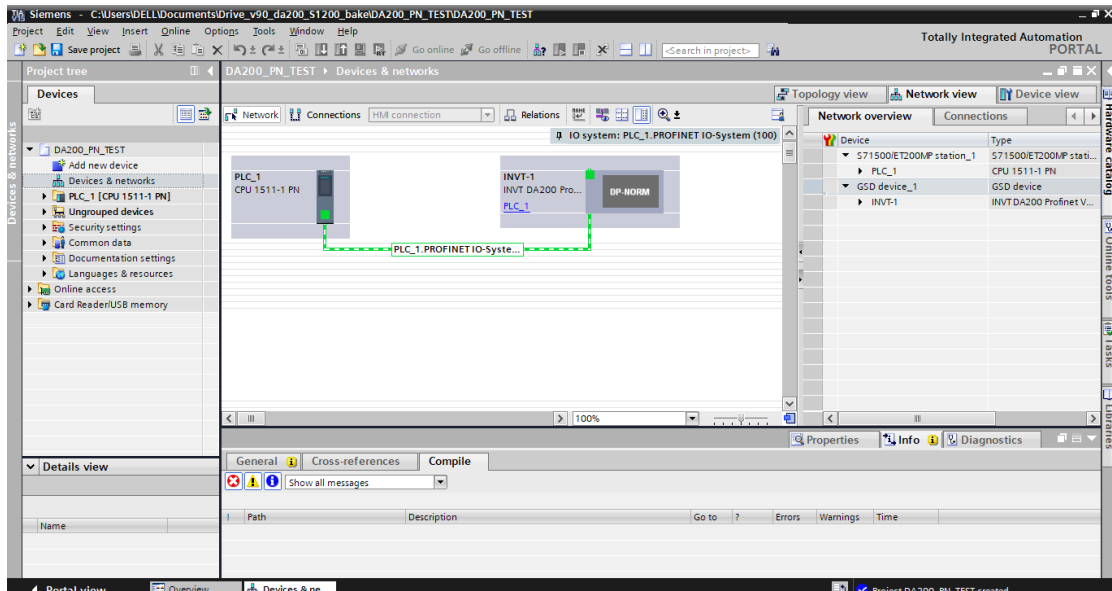 Siemens - C:\Users\DELL\Documents\Drive_v90_da200_S1200_bake\DA200_PN_TEST\DA200_PN_TEST
Project Edit View Insert Online Options Tools Window Help
Totally Integrated Automation
PORTAL
Save project Go online Go offline <Search in project>
Project tree
DA200_PN_TEST Devices & networks
Devices
Topology view Network view Device view
Network Connections HMI connection Relations
Network overview Connections
IO system: PLC_1.PROFINET IO-System (100)
Device Type
DA200_PN_TEST
Add new device
Devices & networks
PLC_1 [CPU 1511-1 PN]
Ungrouped devices
Security settings
Common data
Documentation settings
Languages & resources
Online access
Card Reader/USB memory
PLC_1
CPU 1511-1 PN
INVT-1
INVT DA200 Pro...
PLC_1
DP-NORM
PLC_1.PROFINET IO-Syste...
S71500/ET200MP station_1 S71500/ET200MP stati...
PLC_1 CPU 1511-1 PN
GSD device_1 GSD device
INVT-1 INVT DA200 Profinet V...
100%
Properties Info Diagnostics
General Cross-references Compile
Show all messages
! Path Description Go to ? Errors Warnings Time
Details view
Name
Devices & networks
Hardware catalog
Online tools
Tasks
Libraries
Portal view Overview Devices & ne... Project DA200_PN_TEST created.